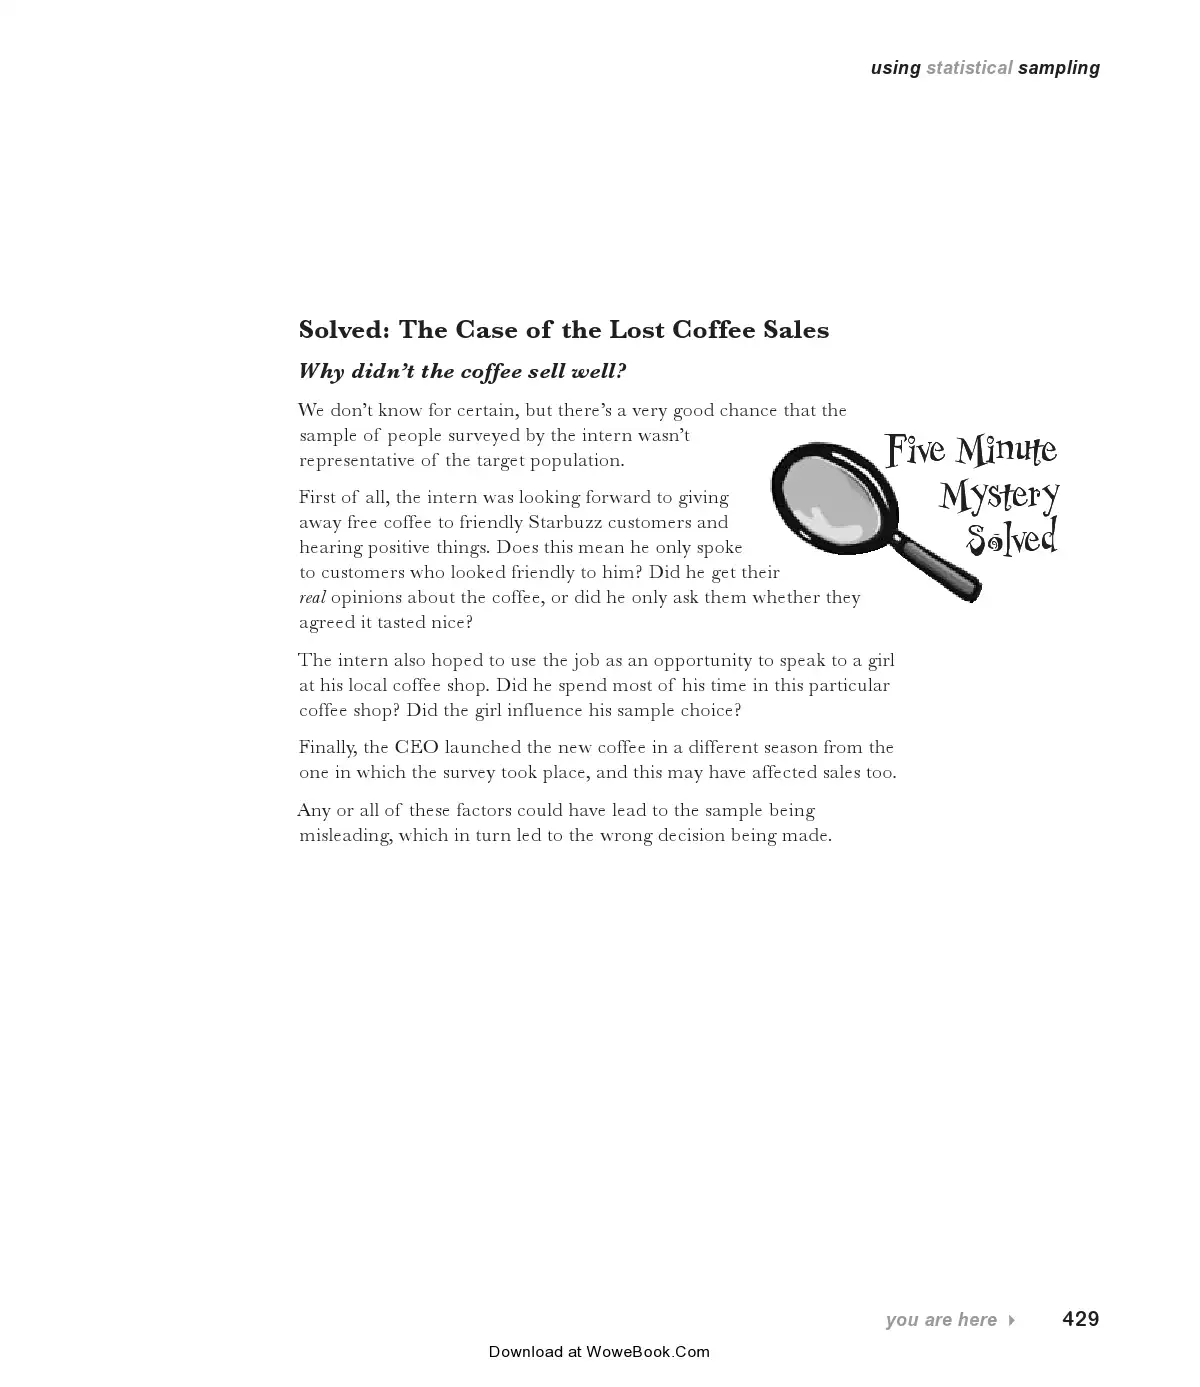 using statistical sampling
Solved: The Case of the Lost Coffee Sales
Why didn’t the coffee sell well?
We don’t know for certain, but there’s a very good chance that the
sample of people surveyed by the intern wasn’t
representative of the target population.
Five Minute
Mystery
Solved
First of all, the intern was looking forward to giving
away free coffee to friendly Starbuzz customers and
hearing positive things. Does this mean he only spoke
to customers who looked friendly to him? Did he get their
real opinions about the coffee, or did he only ask them whether they
agreed it tasted nice?
The intern also hoped to use the job as an opportunity to speak to a girl
at his local coffee shop. Did he spend most of his time in this particular
coffee shop? Did the girl influence his sample choice?
Finally, the CEO launched the new coffee in a different season from the
one in which the survey took place, and this may have affected sales too.
Any or all of these factors could have lead to the sample being
misleading, which in turn led to the wrong decision being made.
you are here ▸ 429
Download at WoweBook.Com